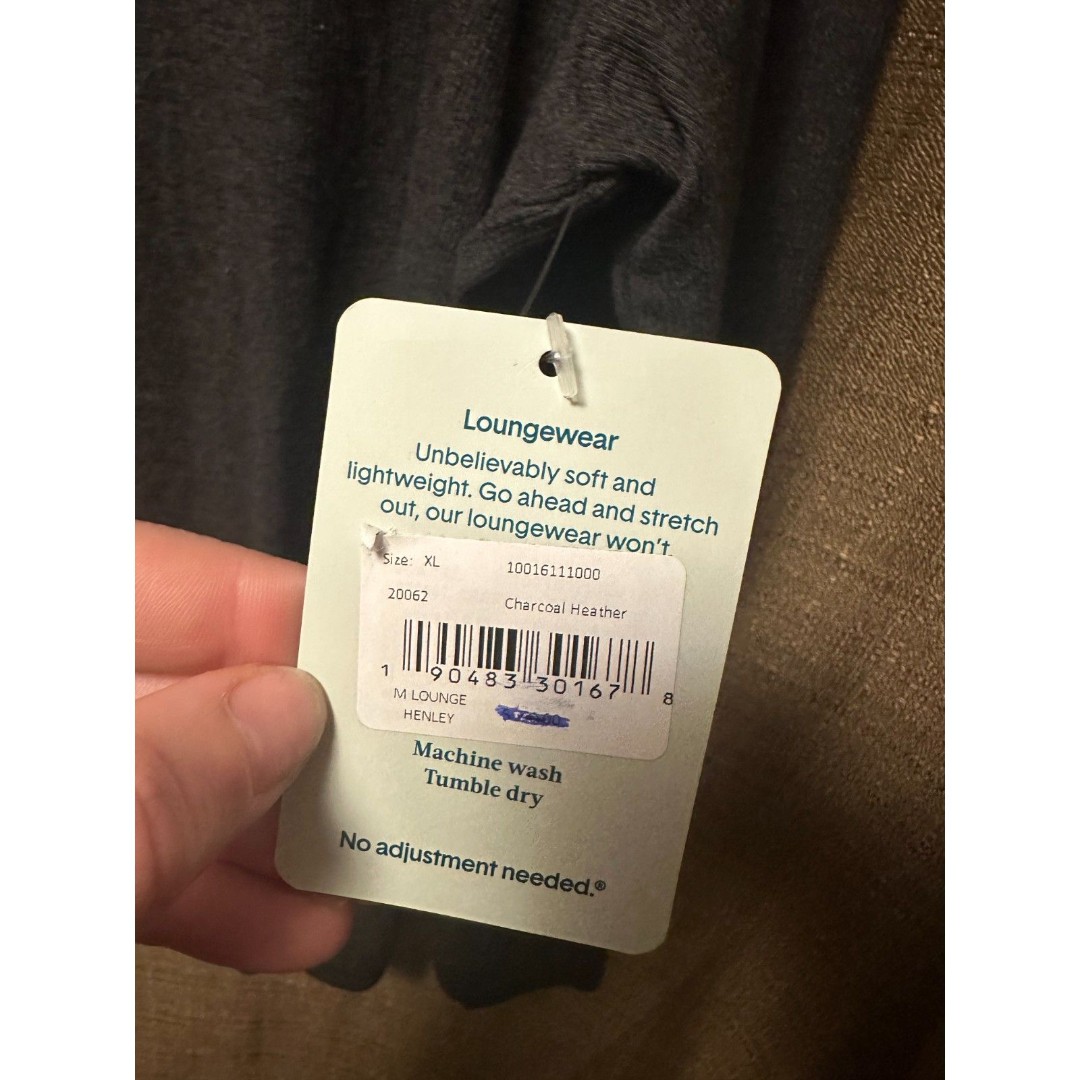 Loungewear
Unbelievably soft and
lightweight. Go ahead and stretch
out, our loungewear won't
Size: XL 10016111000
20062 Charcoal Heather
1 90483 30167 8
M LOUNGE
HENLEY
Machine wash
Tumble dry
No adjustment needed.®